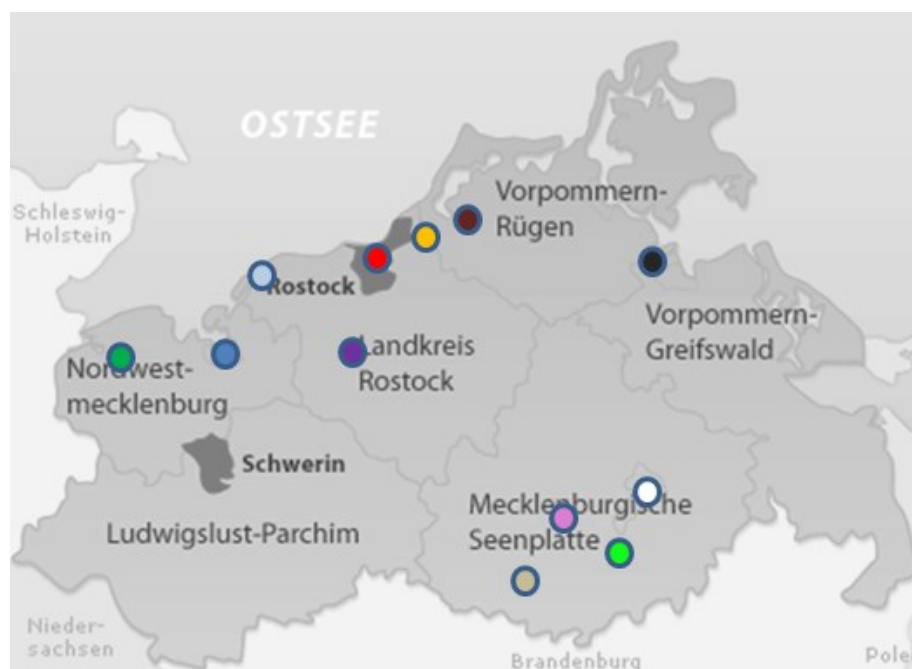 OSTSEE
Schleswig-
Holstein
Vorpommern-
Rügen
Rostock
Vorpommern-
Greifswald
Landkreis
Rostock
Nordwest-
mecklenburg
Schwerin
Mecklenburgische
Seenplatte
Ludwigslust-Parchim
Nieder-
sachsen
Brandenburg
Pole